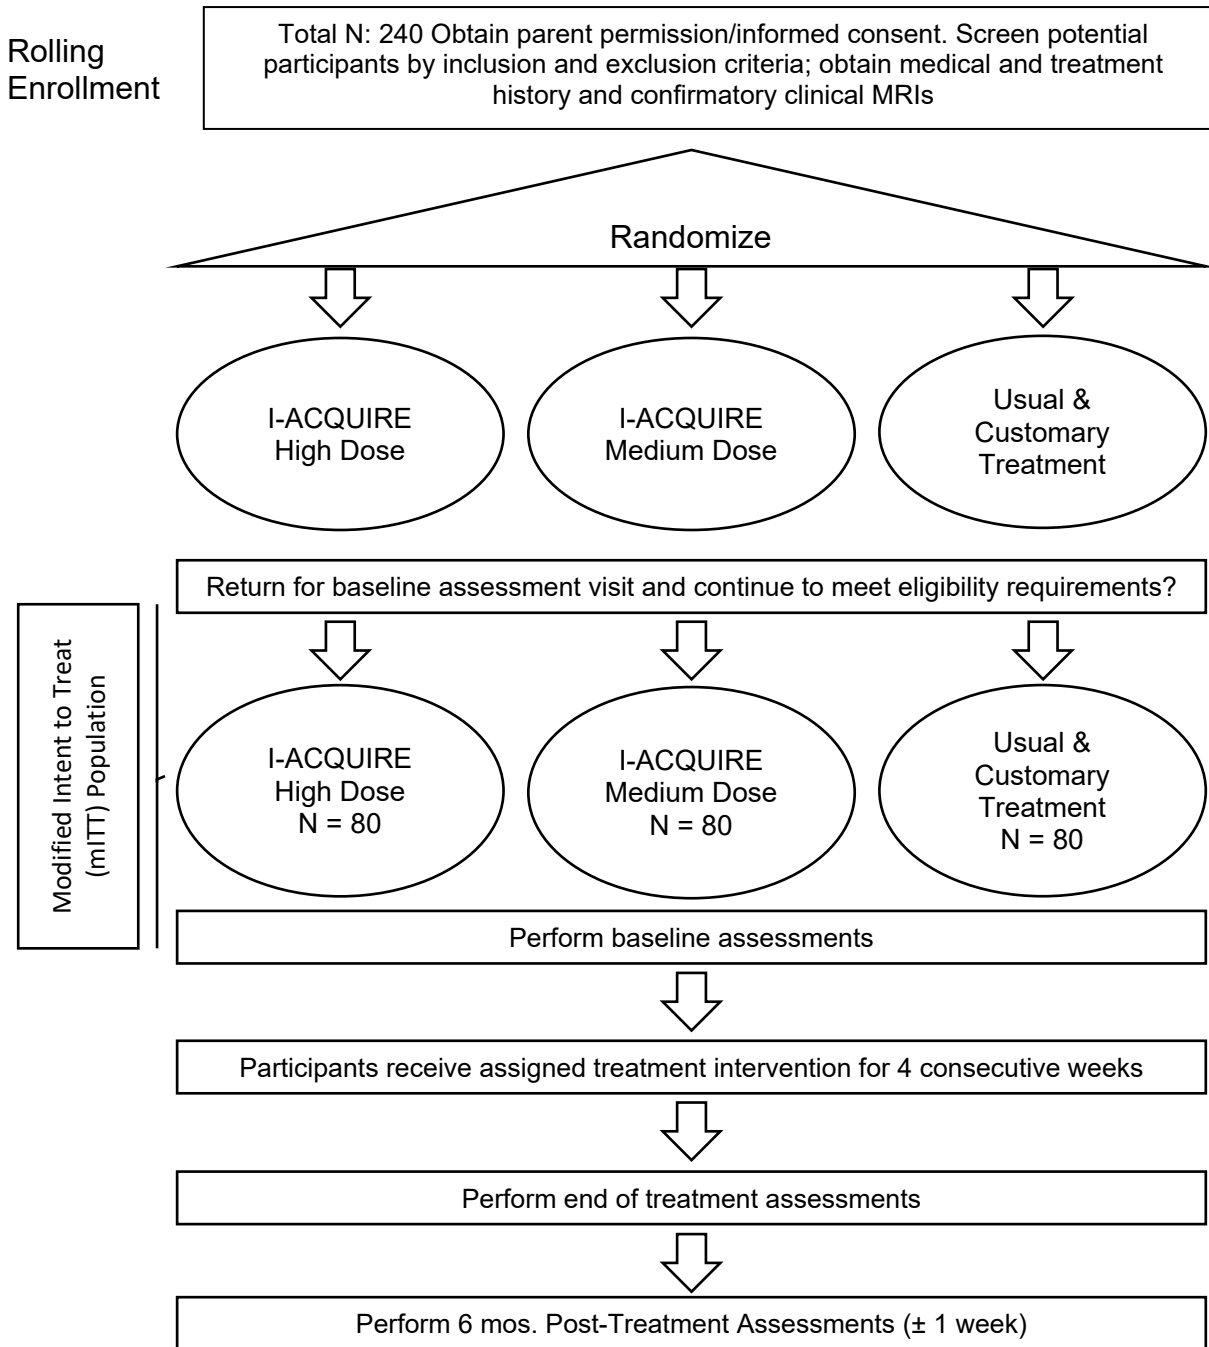 Rolling
Enrollment
Total N: 240 Obtain parent permission/informed consent. Screen potential
participants by inclusion and exclusion criteria; obtain medical and treatment
history and confirmatory clinical MRIs
Randomize
I-ACQUIRE
High Dose
I-ACQUIRE
Medium Dose
Usual &
Customary
Treatment
Return for baseline assessment visit and continue to meet eligibility requirements?
Modified Intent to Treat
(mITT) Population
I-ACQUIRE
High Dose
N = 80
I-ACQUIRE
Medium Dose
N = 80
Usual &
Customary
Treatment
N = 80
Perform baseline assessments
Participants receive assigned treatment intervention for 4 consecutive weeks
Perform end of treatment assessments
Perform 6 mos. Post-Treatment Assessments (± 1 week)